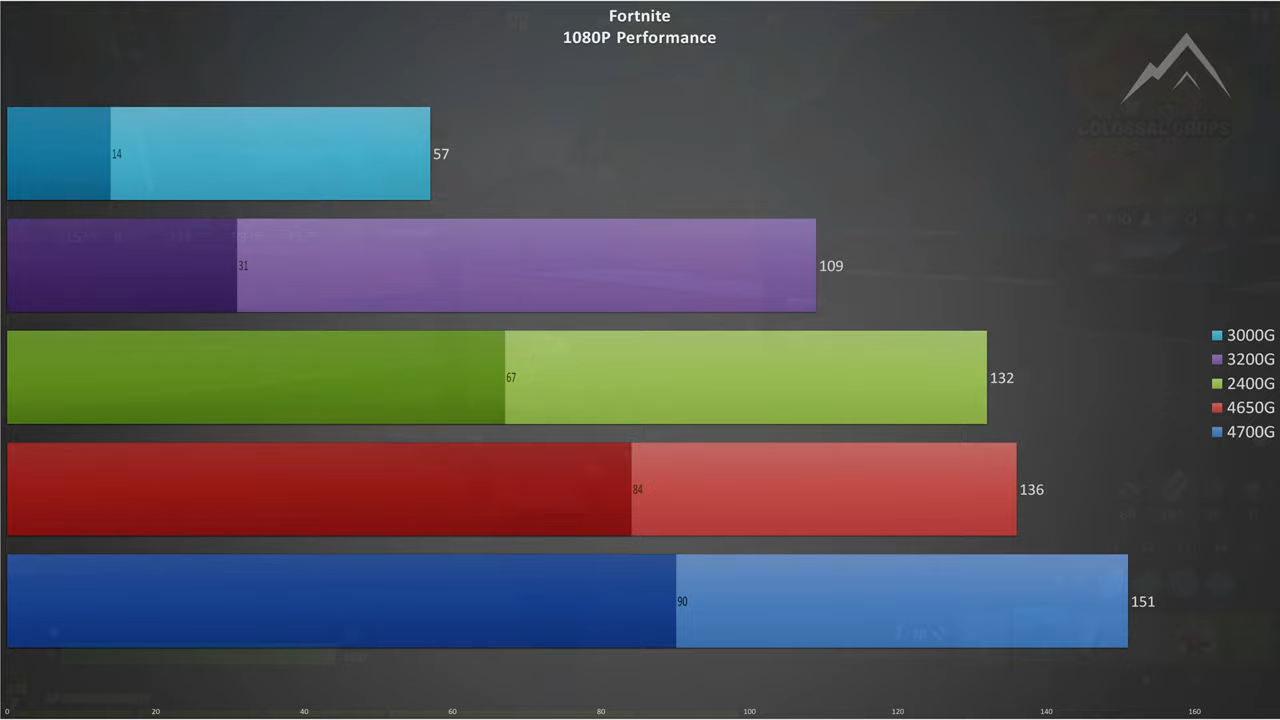 Fortnite
1080P Performance
COLOSSAL CROPS
14
57
31
109
67
132
84
136
90
151
3000G
3200G
2400G
4650G
4700G
0 20 40 60 80 100 120 140 160